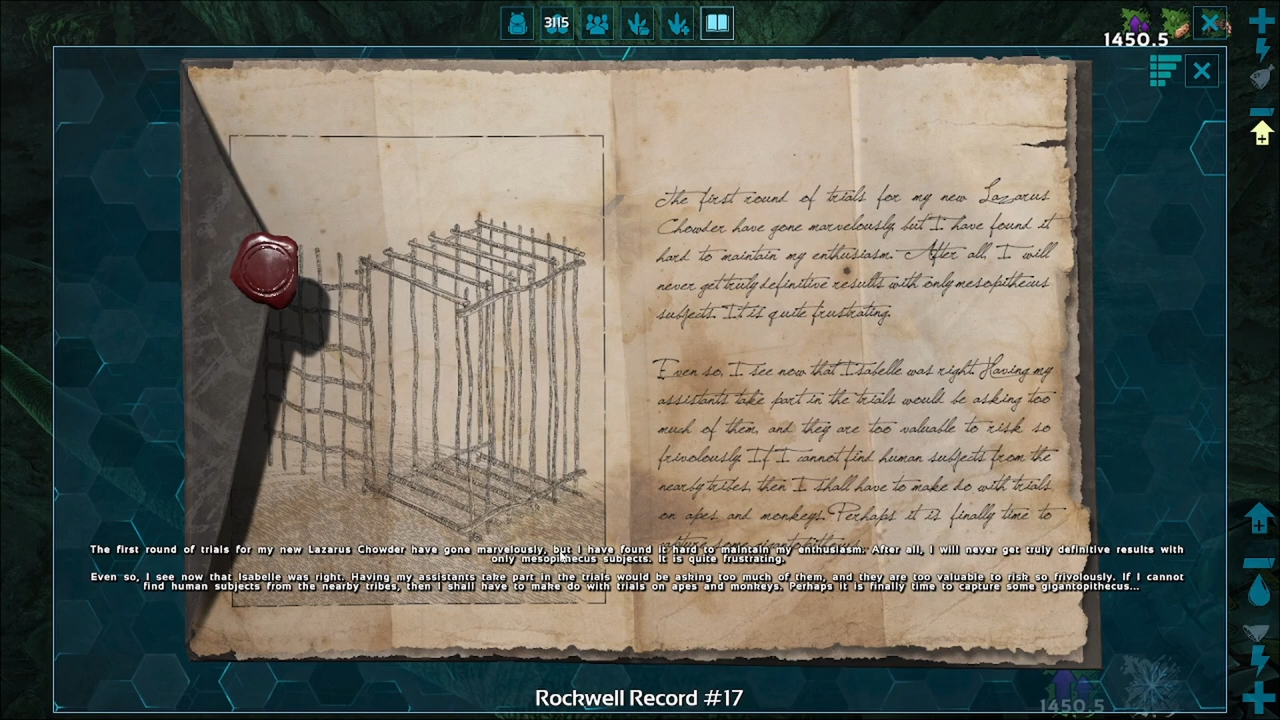 3115
1450.5
The first round of trials for my new Lazarus
Chowder have gone marvelously, but I have found it
hard to maintain my enthusiasm. After all, I will
never get truly definitive results with only mesopithecus
subjects. It is quite frustrating.
Even so, I see now that Isabelle was right. Having my
assistants take part in the trials would be asking too
much of them, and they are too valuable to risk so
frivolously. If I cannot find human subjects from the
nearby tribes, then I shall have to make do with trials
on apes and monkeys. Perhaps it is finally time to
capture some gigantopithecus...
The first round of trials for my new Lazarus Chowder have gone marvelously, but I have found it hard to maintain my enthusiasm. After all, I will never get truly definitive results with
only mesopithecus subjects. It is quite frustrating.
Even so, I see now that Isabelle was right. Having my assistants take part in the trials would be asking too much of them, and they are too valuable to risk so frivolously. If I cannot
find human subjects from the nearby tribes, then I shall have to make do with trials on apes and monkeys. Perhaps it is finally time to capture some gigantopithecus...
Rockwell Record #17
1450.5